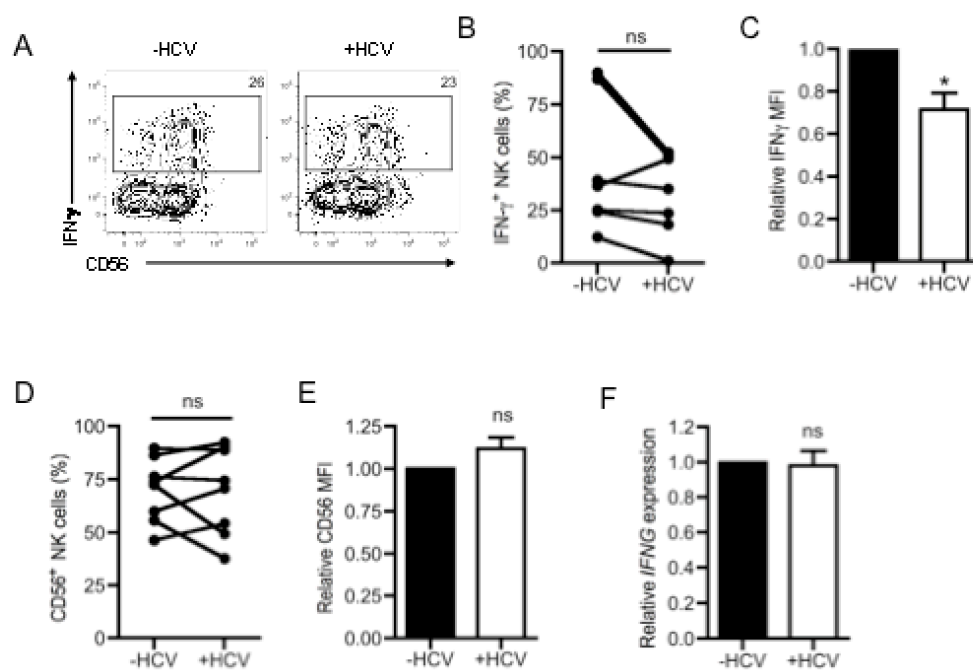 A
-HCV
+HCV
26
23
IFNγ
CD56
B
ns
IFN-γ⁺ NK cells (%)
100
75
50
25
0
-HCV
+HCV
C
*
Relative IFNγ MFI
1.0
0.8
0.6
0.4
0.2
0.0
-HCV
+HCV
D
ns
CD56⁺ NK cells (%)
100
75
50
25
0
-HCV
+HCV
E
ns
Relative CD56 MFI
1.25
1.00
0.75
0.50
0.25
0.00
-HCV
+HCV
F
ns
Relative IFNG expression
1.2
1.0
0.8
0.6
0.4
0.2
0.0
-HCV
+HCV